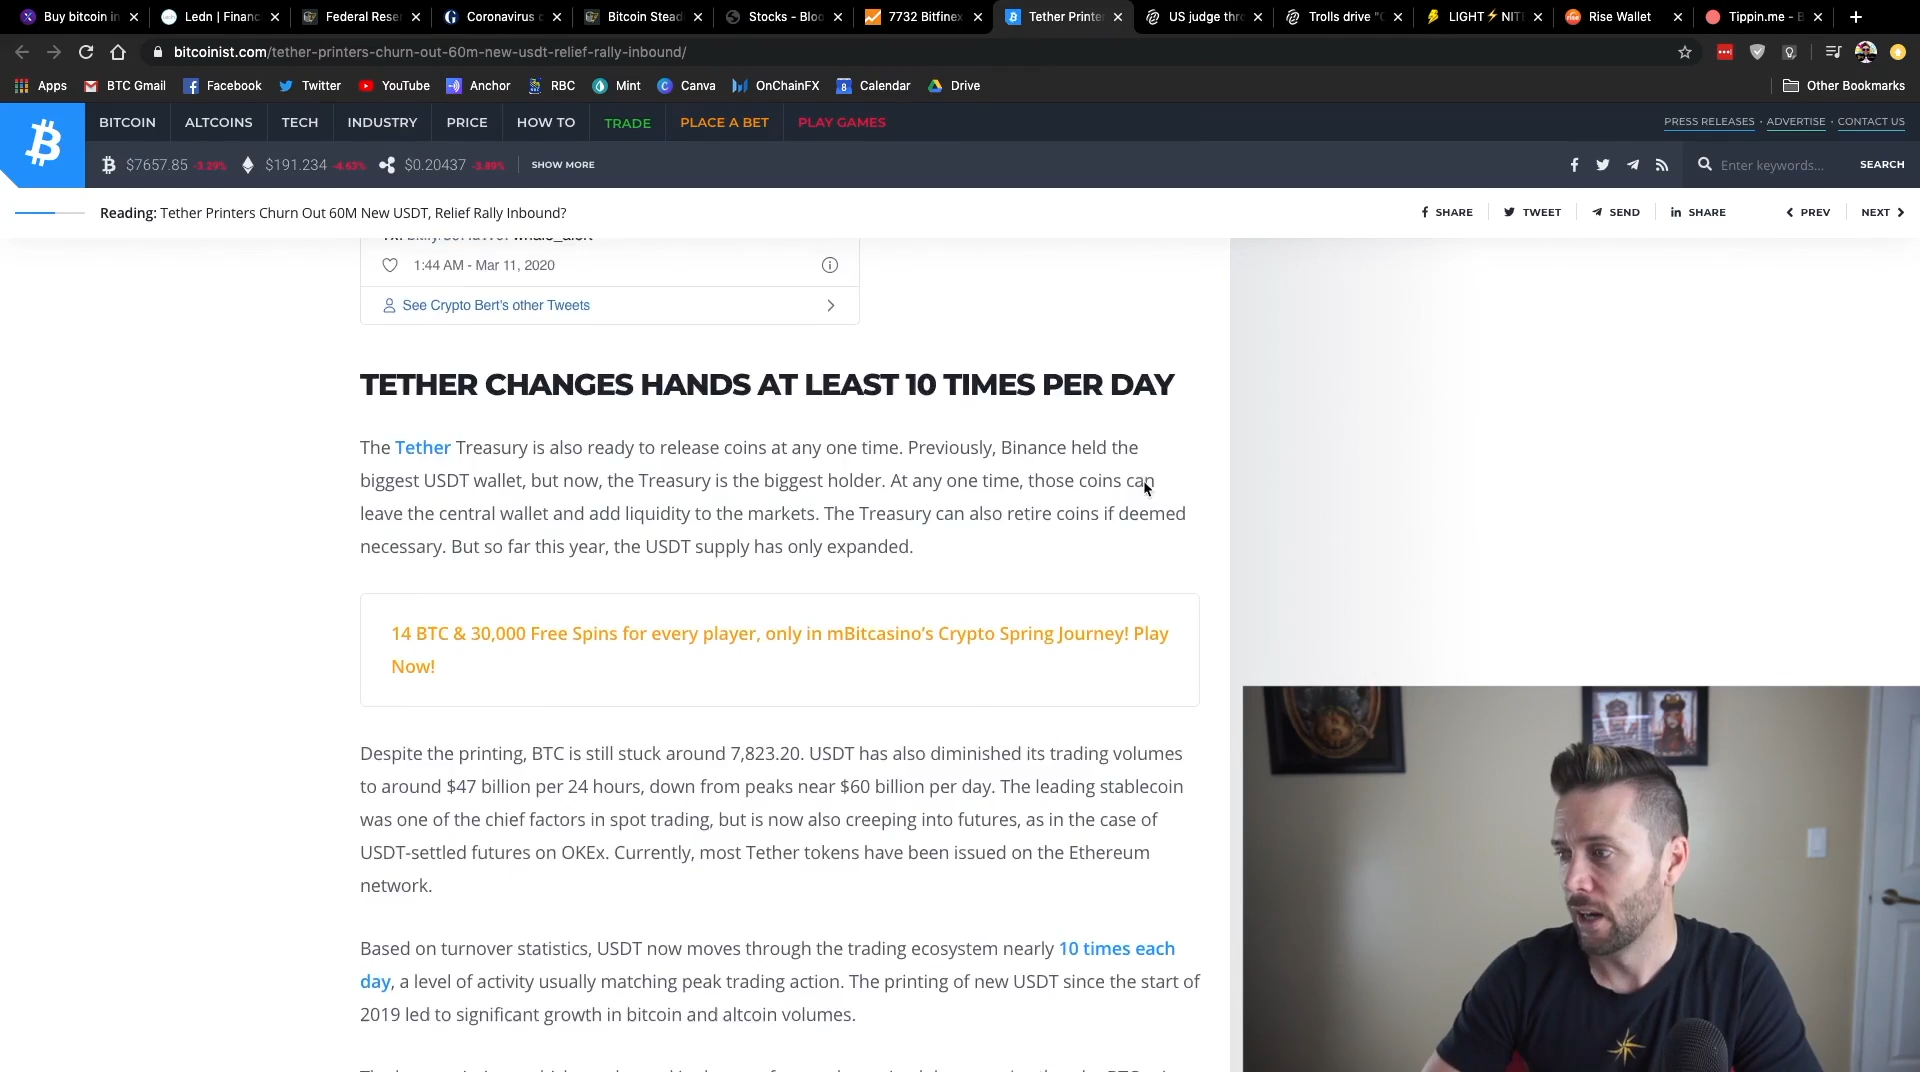 Buy bitcoin in
Ledn | Financ
Federal Rese
Coronavirus c
Bitcoin Stead
Stocks - Bloo
7732 Bitfinex
Tether Printe
US judge thro
Trolls drive "C
LIGHT⚡NIT
Rise Wallet
Tippin.me - B
bitcoinist.com/tether-printers-churn-out-60m-new-usdt-relief-rally-inbound/
Apps
BTC Gmail
Facebook
Twitter
YouTube
Anchor
RBC
Mint
Canva
OnChainFX
Calendar
Drive
Other Bookmarks
BITCOIN
ALTCOINS
TECH
INDUSTRY
PRICE
HOW TO
TRADE
PLACE A BET
PLAY GAMES
PRESS RELEASES · ADVERTISE · CONTACT US
$7657.85 -3.29%
$191.234 -4.63%
$0.20437 -3.89%
SHOW MORE
Enter keywords...
SEARCH
Reading: Tether Printers Churn Out 60M New USDT, Relief Rally Inbound?
SHARE
TWEET
SEND
SHARE
PREV
NEXT
1:44 AM - Mar 11, 2020
See Crypto Bert's other Tweets
TETHER CHANGES HANDS AT LEAST 10 TIMES PER DAY
The Tether Treasury is also ready to release coins at any one time. Previously, Binance held the
biggest USDT wallet, but now, the Treasury is the biggest holder. At any one time, those coins can
leave the central wallet and add liquidity to the markets. The Treasury can also retire coins if deemed
necessary. But so far this year, the USDT supply has only expanded.
14 BTC & 30,000 Free Spins for every player, only in mBitcasino's Crypto Spring Journey! Play
Now!
Despite the printing, BTC is still stuck around 7,823.20. USDT has also diminished its trading volumes
to around $47 billion per 24 hours, down from peaks near $60 billion per day. The leading stablecoin
was one of the chief factors in spot trading, but is now also creeping into futures, as in the case of
USDT-settled futures on OKEx. Currently, most Tether tokens have been issued on the Ethereum
network.
Based on turnover statistics, USDT now moves through the trading ecosystem nearly 10 times each
day, a level of activity usually matching peak trading action. The printing of new USDT since the start of
2019 led to significant growth in bitcoin and altcoin volumes.